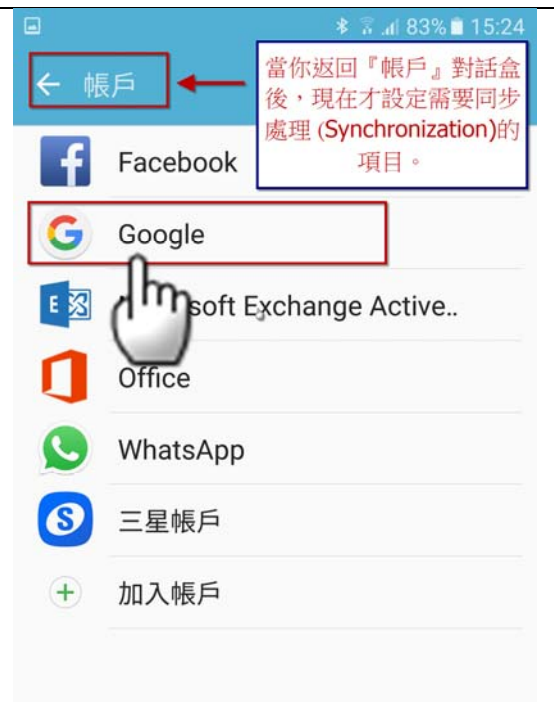 83% 15:24
帳戶
當你返回『帳戶』對話盒
後，現在才設定需要同步
處理 (Synchronization)的
項目。
Facebook
Google
soft Exchange Active..
Office
WhatsApp
三星帳戶
加入帳戶